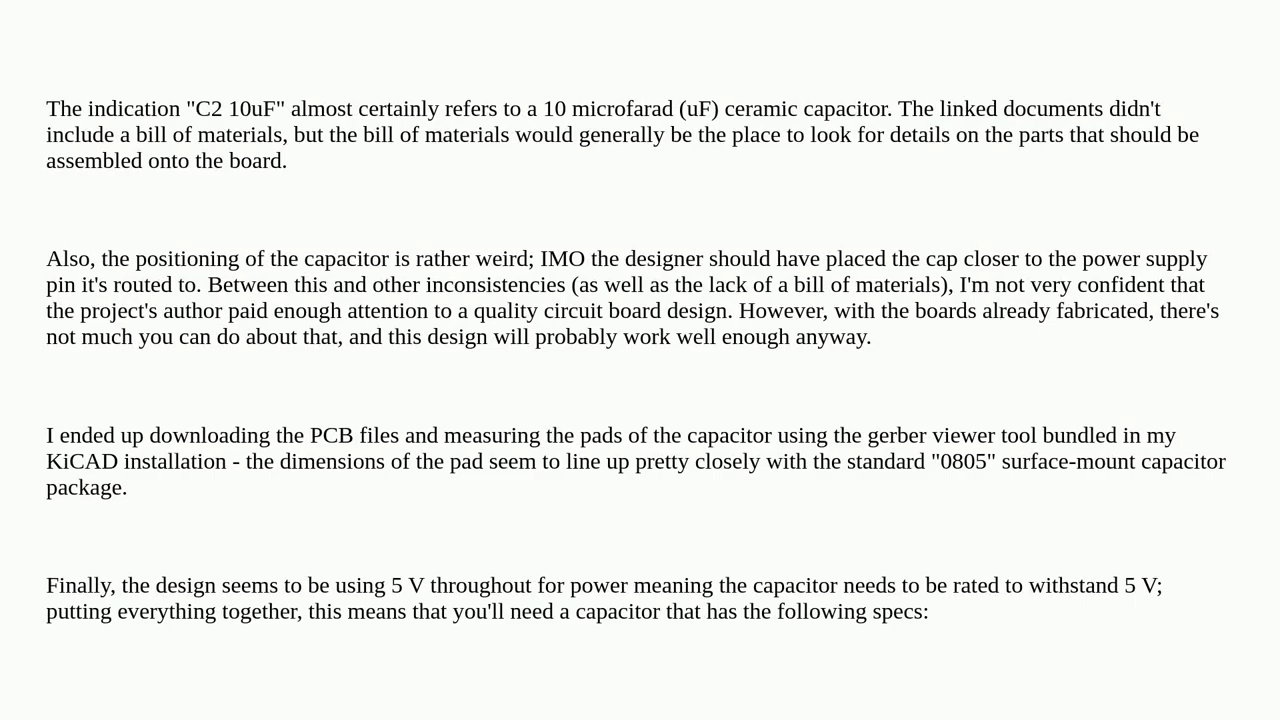 The indication "C2 10uF" almost certainly refers to a 10 microfarad (uF) ceramic capacitor. The linked documents didn't
include a bill of materials, but the bill of materials would generally be the place to look for details on the parts that should be
assembled onto the board.
Also, the positioning of the capacitor is rather weird; IMO the designer should have placed the cap closer to the power supply
pin it's routed to. Between this and other inconsistencies (as well as the lack of a bill of materials), I'm not very confident that
the project's author paid enough attention to a quality circuit board design. However, with the boards already fabricated, there's
not much you can do about that, and this design will probably work well enough anyway.
I ended up downloading the PCB files and measuring the pads of the capacitor using the gerber viewer tool bundled in my
KiCAD installation - the dimensions of the pad seem to line up pretty closely with the standard "0805" surface-mount capacitor
package.
Finally, the design seems to be using 5 V throughout for power meaning the capacitor needs to be rated to withstand 5 V;
putting everything together, this means that you'll need a capacitor that has the following specs: